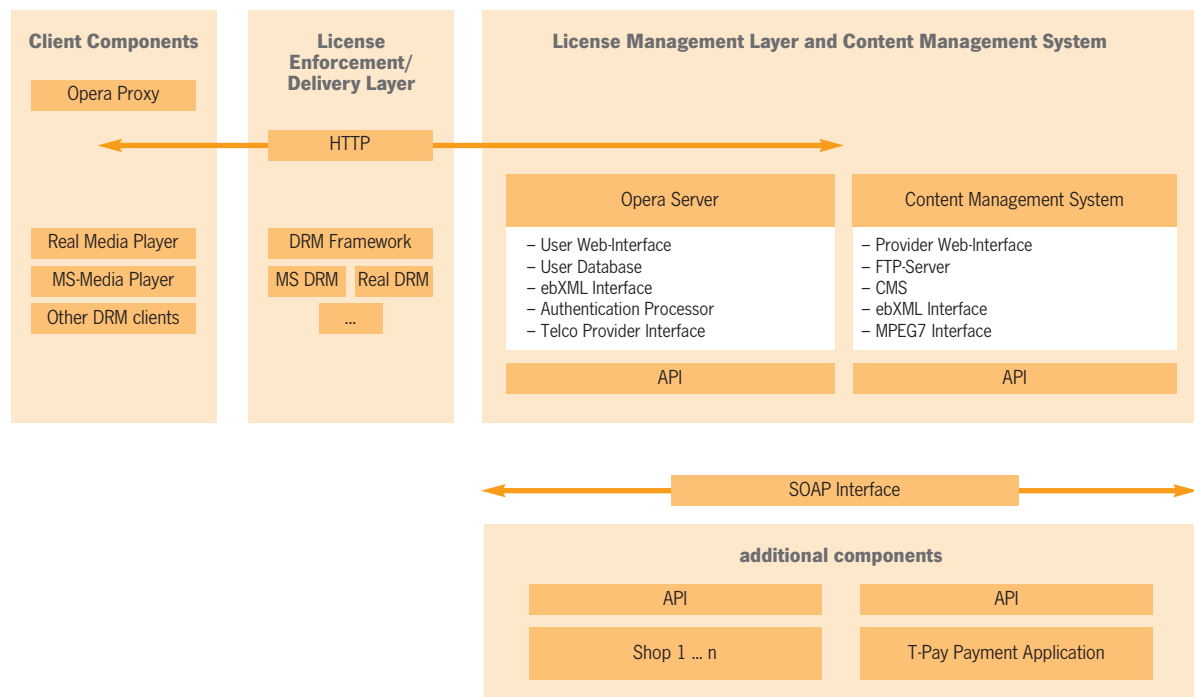 Client Components
Opera Proxy
Real Media Player
MS-Media Player
Other DRM clients
License
Enforcement/
Delivery Layer
HTTP
DRM Framework
MS DRM
Real DRM
...
License Management Layer and Content Management System
Opera Server
– User Web-Interface
– User Database
– ebXML Interface
– Authentication Processor
– Telco Provider Interface
API
Content Management System
– Provider Web-Interface
– FTP-Server
– CMS
– ebXML Interface
– MPEG7 Interface
API
SOAP Interface
additional components
API
Shop 1 ... n
API
T-Pay Payment Application